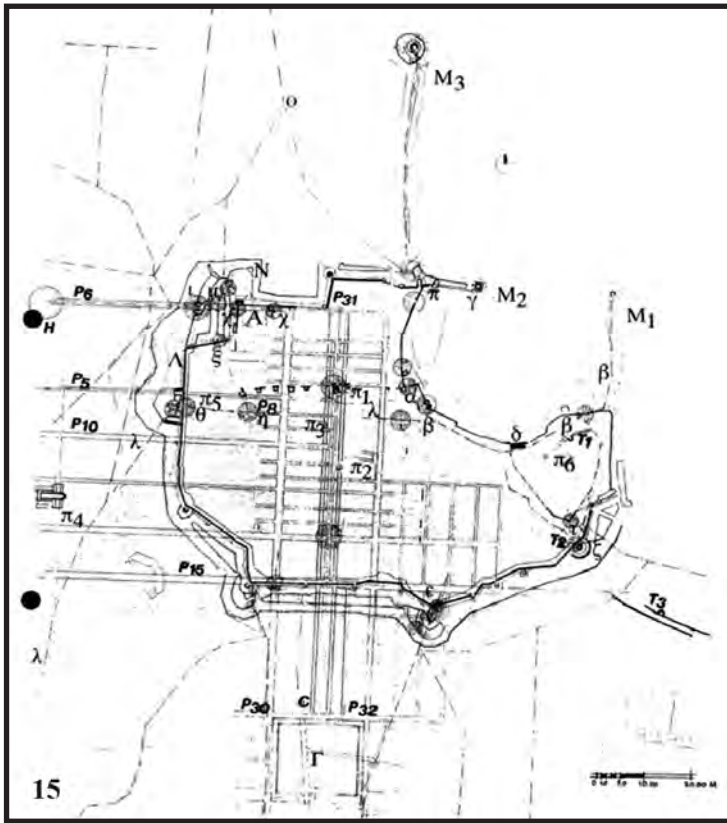 M₃
ο
N
P6
H
A
χ
P31
π
γ
M₂
M₁
Λ
ξ
β
P5
π₅
θ
P8
η
π₁
α
λ
β
δ
β
T1
P10
λ
π₃
π₂
π₆
π₄
T2
P15
ε
T3
λ
P30
C
P32
Γ
15